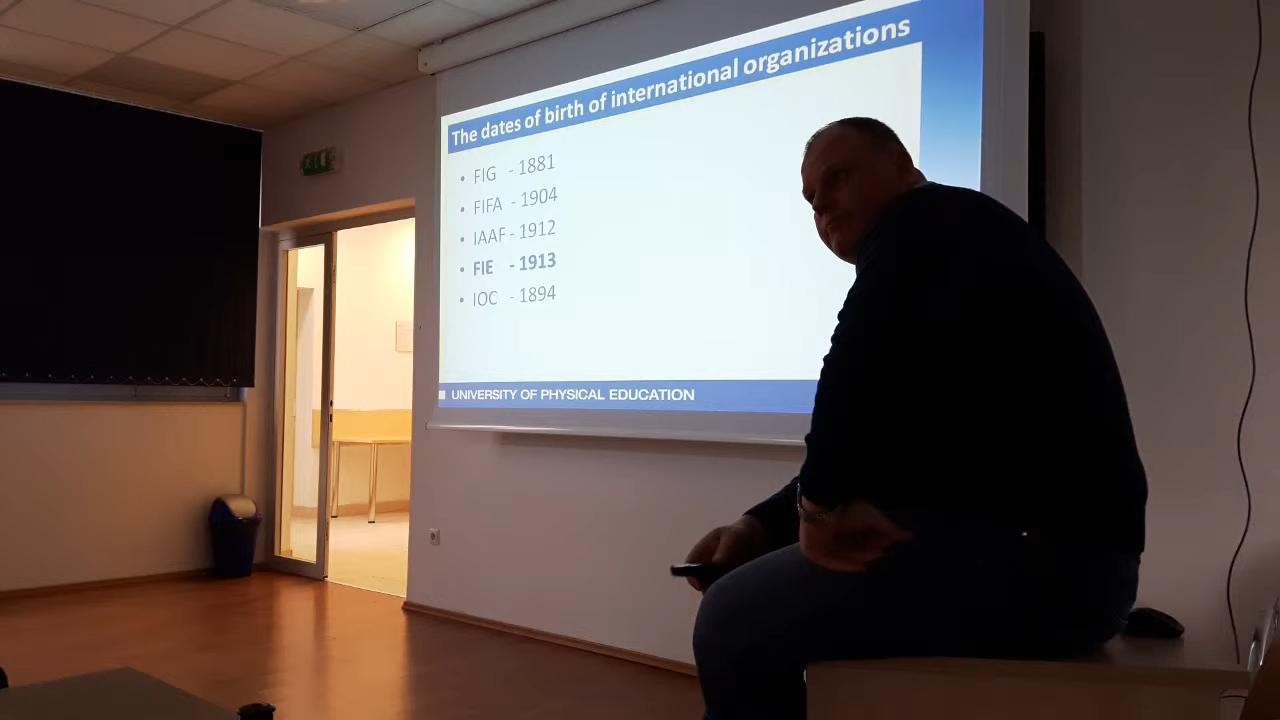 The dates of birth of international organizations
• FIG - 1881
• FIFA - 1904
• IAAF - 1912
• FIE - 1913
• IOC - 1894
UNIVERSITY OF PHYSICAL EDUCATION